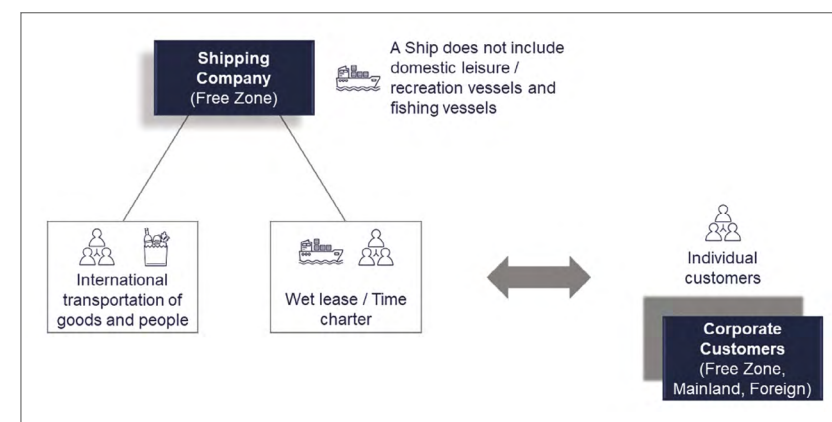 Shipping
Company
(Free Zone)
A Ship does not include
domestic leisure /
recreation vessels and
fishing vessels
International
transportation of
goods and people
Wet lease / Time
charter
Individual
customers
Corporate
Customers
(Free Zone,
Mainland, Foreign)